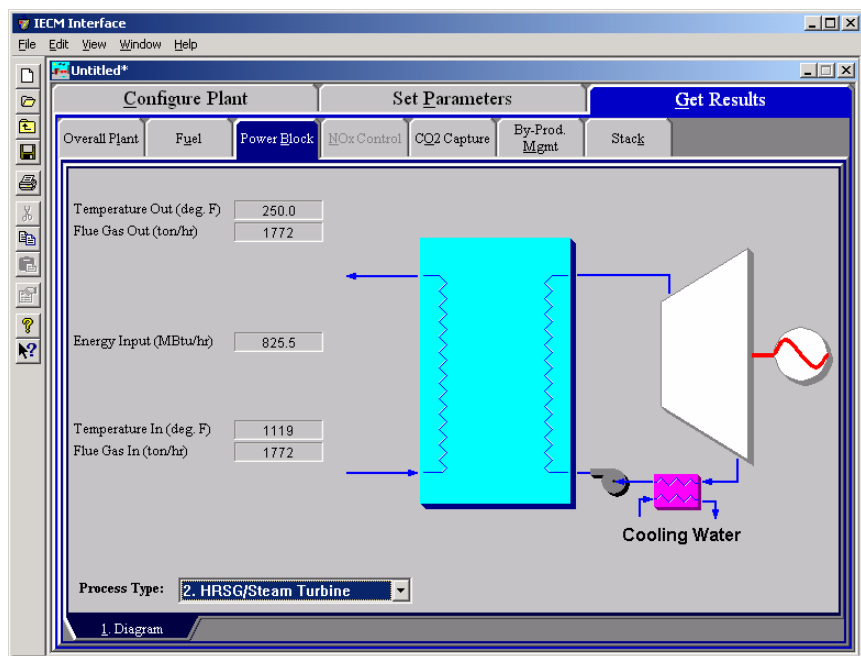 IECM Interface
File Edit View Window Help
Untitled*
Configure Plant Set Parameters Get Results
Overall Plant Fuel Power Block NOx Control CO2 Capture By-Prod. Mgmt Stack
Temperature Out (deg. F) 250.0
Flue Gas Out (ton/hr) 1772
Energy Input (MBtu/hr) 825.5
Temperature In (deg. F) 1119
Flue Gas In (ton/hr) 1772
Cooling Water
Process Type: 2. HRSG/Steam Turbine
1. Diagram